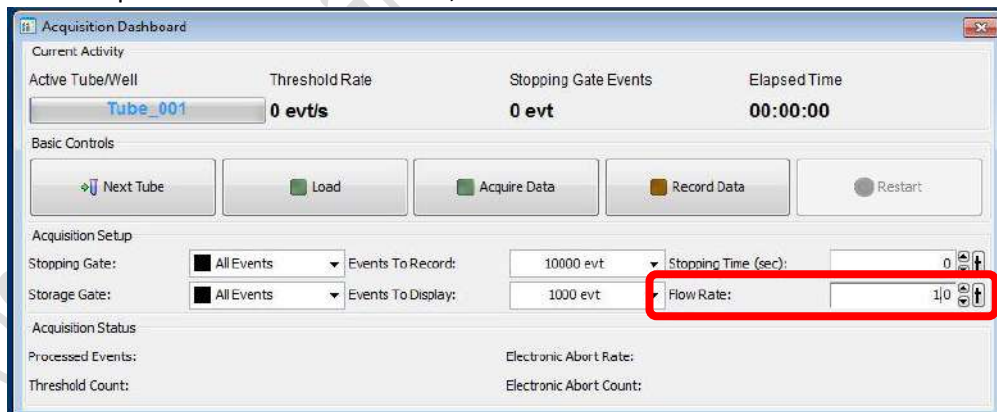 Acquisition Dashboard
Current Activity
Active Tube/Well Threshold Rate Stopping Gate Events Elapsed Time
Tube_001 0 evt/s 0 evt 00:00:00
Basic Controls
Next Tube Load Acquire Data Record Data Restart
Acquisition Setup
Stopping Gate: All Events Events To Record: 10000 evt Stopping Time (sec): 0
Storage Gate: All Events Events To Display: 1000 evt Flow Rate: 1.0
Acquisition Status
Processed Events: Electronic Abort Rate:
Threshold Count: Electronic Abort Count: